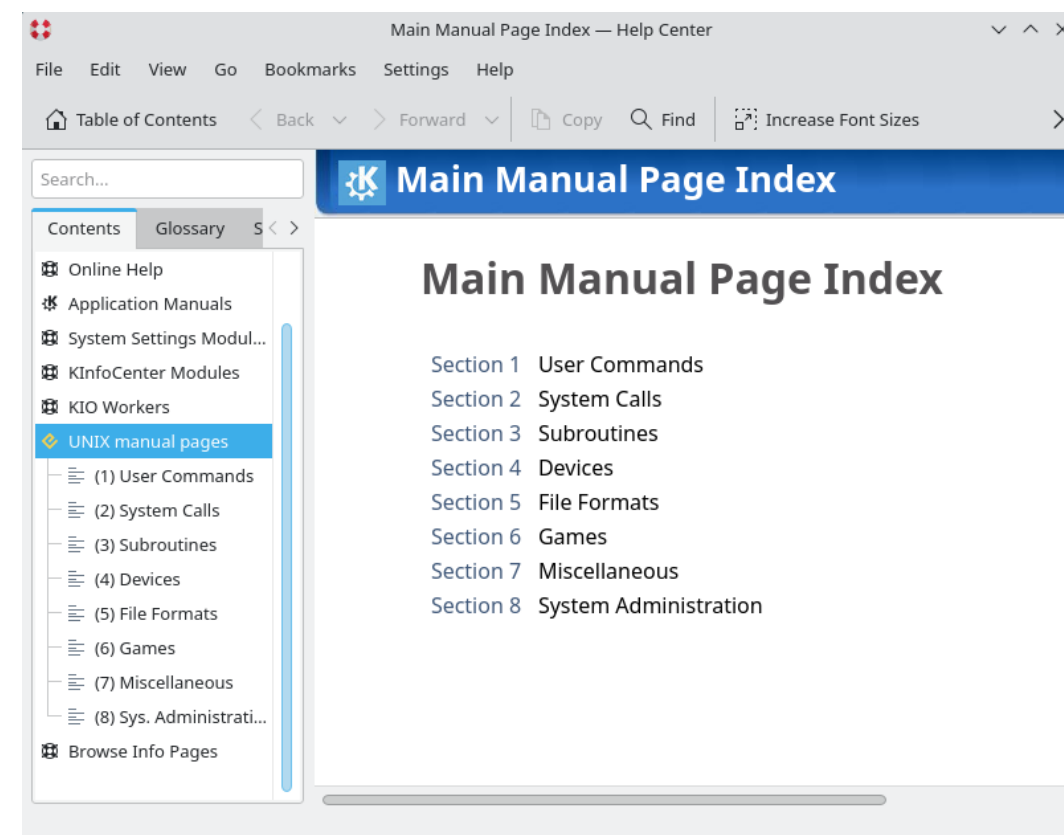 Main Manual Page Index — Help Center
File Edit View Go Bookmarks Settings Help
Table of Contents Back Forward Copy Find Increase Font Sizes
Search...
Main Manual Page Index
Contents Glossary S
Online Help
Application Manuals
System Settings Modul...
KInfoCenter Modules
KIO Workers
UNIX manual pages
(1) User Commands
(2) System Calls
(3) Subroutines
(4) Devices
(5) File Formats
(6) Games
(7) Miscellaneous
(8) Sys. Administrati...
Browse Info Pages
Main Manual Page Index
Section 1 User Commands
Section 2 System Calls
Section 3 Subroutines
Section 4 Devices
Section 5 File Formats
Section 6 Games
Section 7 Miscellaneous
Section 8 System Administration